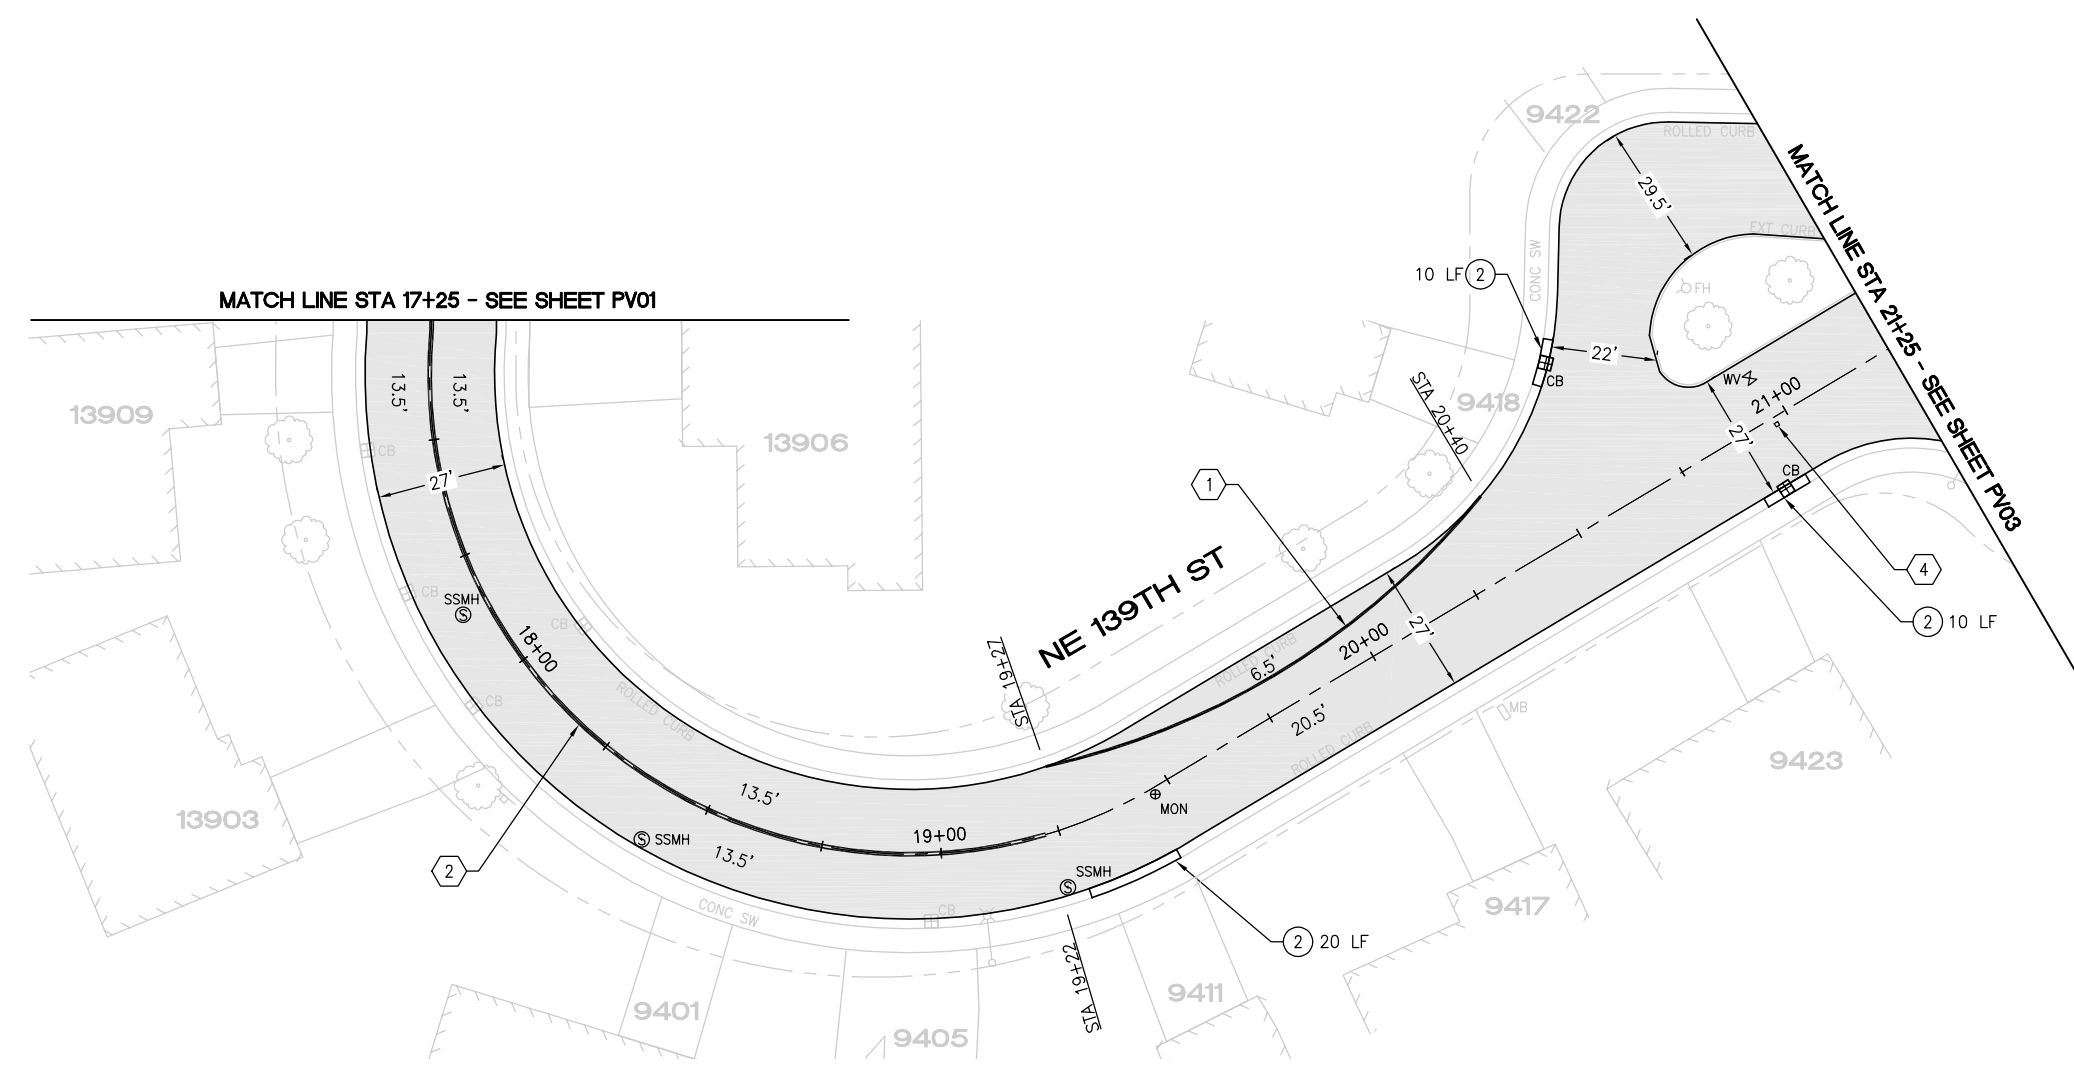 9422
ROLLED CURB
MATCH LINE STA 21+25 - SEE SHEET PV03
29.5'
EXT CURB
CONC SW
10 LF 2
FH
MATCH LINE STA 17+25 - SEE SHEET PV01
22'
CB
WV
21+00
STA 20+40
9418
13.5'
13.5'
13909
13906
CB
27'
27'
CB
1
4
2 10 LF
NE 139TH ST
SSMH
CB
CB
18+00
STA 19+27
ROLLED CURB
6.5'
20+00
27'
20.5'
ROLLED CURB
MB
9423
CB
ROLLED CURB
13903
13.5'
MON
19+00
SSMH
13.5'
2
SSMH
CONC SW
CB
2 20 LF
STA 19+22
9417
9411
9401
9405